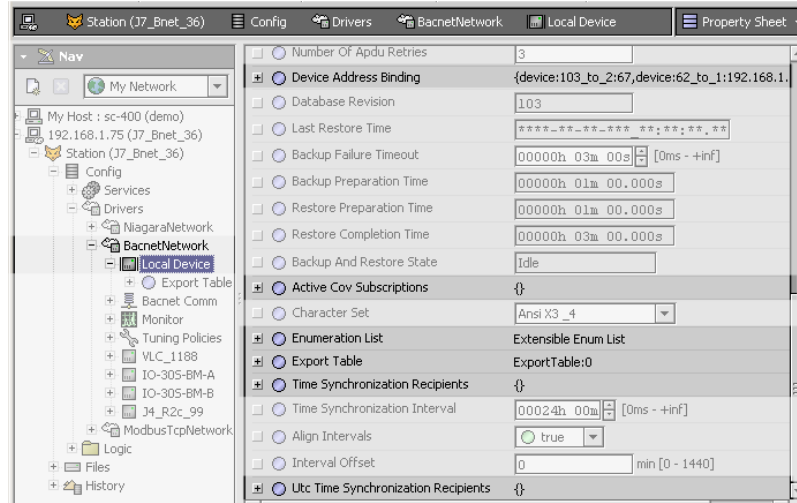 Station (J7_Bnet_36) Config Drivers BacnetNetwork Local Device Property Sheet
Nav
My Network
My Host : sc-400 (demo)
192.168.1.75 (J7_Bnet_36)
Station (J7_Bnet_36)
Config
Services
Drivers
NiagaraNetwork
BacnetNetwork
Local Device
Export Table
Bacnet Comm
Monitor
Tuning Policies
VLC_1188
IO-30S-BM-A
IO-30S-BM-B
J4_R2c_99
ModbusTcpNetwork
Logic
Files
History
Number Of Apdu Retries 3
Device Address Binding {device:103_to_2:67,device:62_to_1:192.168.1.
Database Revision 103
Last Restore Time ****-**-**-***_**:**:**.**
Backup Failure Timeout 00000h 03m 00s [0ms - +inf]
Backup Preparation Time 00000h 01m 00.000s
Restore Preparation Time 00000h 01m 00.000s
Restore Completion Time 00000h 03m 00.000s
Backup And Restore State Idle
Active Cov Subscriptions {}
Character Set Ansi X3 _4
Enumeration List Extensible Enum List
Export Table ExportTable:0
Time Synchronization Recipients {}
Time Synchronization Interval 00024h 00m [0ms - +inf]
Align Intervals true
Interval Offset 0 min [0 - 1440]
Utc Time Synchronization Recipients {}